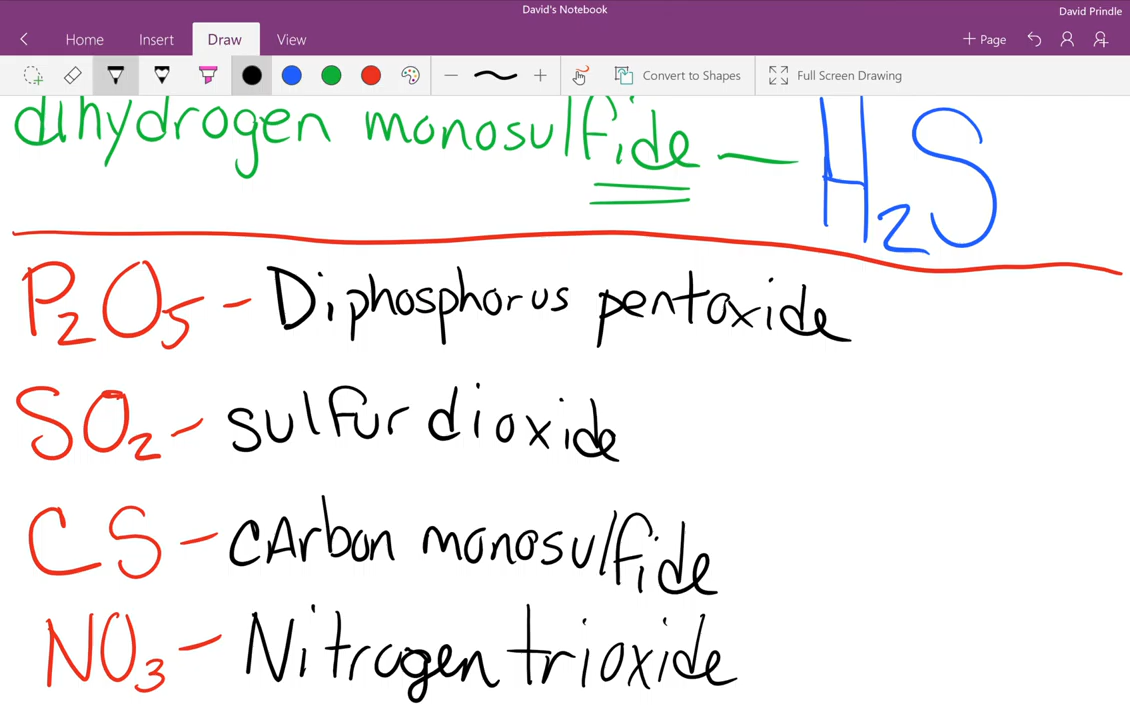 David's Notebook
David Prindle
Home Insert Draw View + Page
Convert to Shapes Full Screen Drawing
dihydrogen monosulfide — H₂S
P₂O₅ - Diphosphorus pentoxide
SO₂ - sulfur dioxide
CS - CArbon monosulfide
NO₃ - Nitrogen trioxide